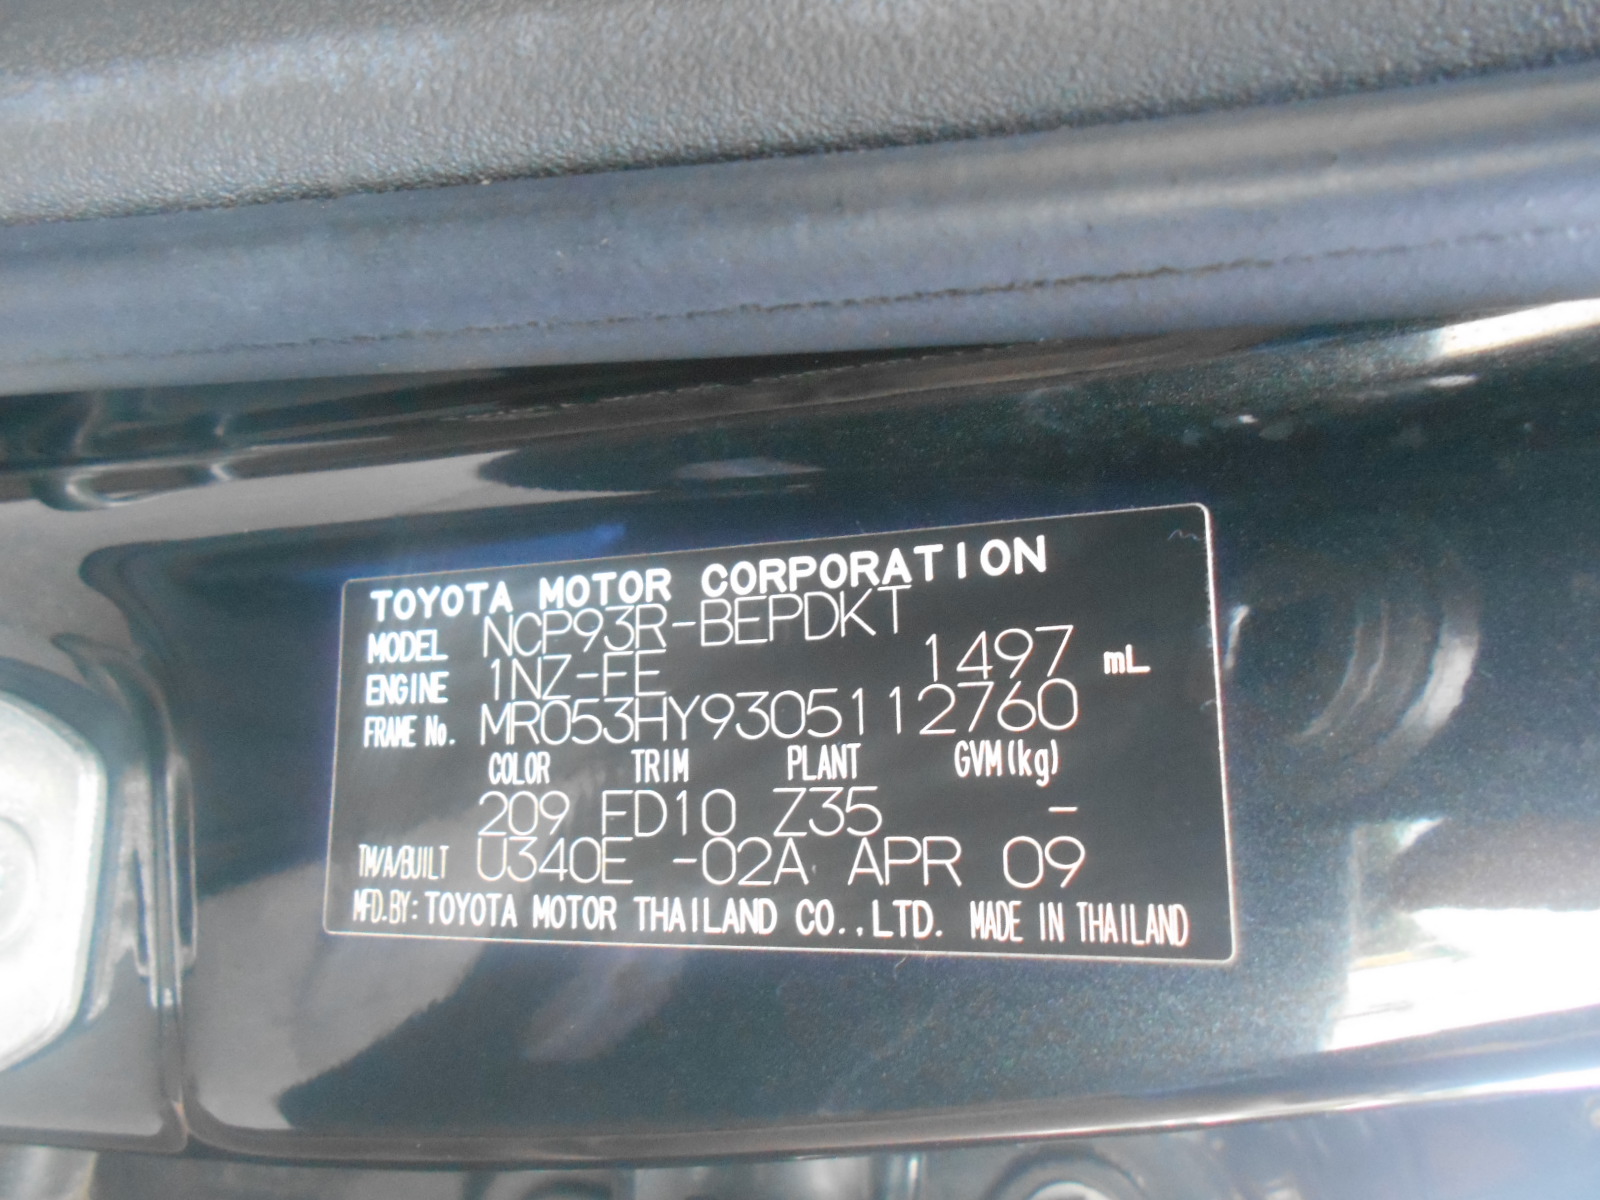 TOYOTA MOTOR CORPORATION
MODEL NCP93R-BEPDKT
ENGINE 1NZ-FE 1497 mL
FRAME No. MR053HY9305112760
COLOR TRIM PLANT GVM(kg)
209 FD10 Z35 -
TM/A/BUILT U340E -02A APR 09
MFD.BY:TOYOTA MOTOR THAILAND CO.,LTD. MADE IN THAILAND